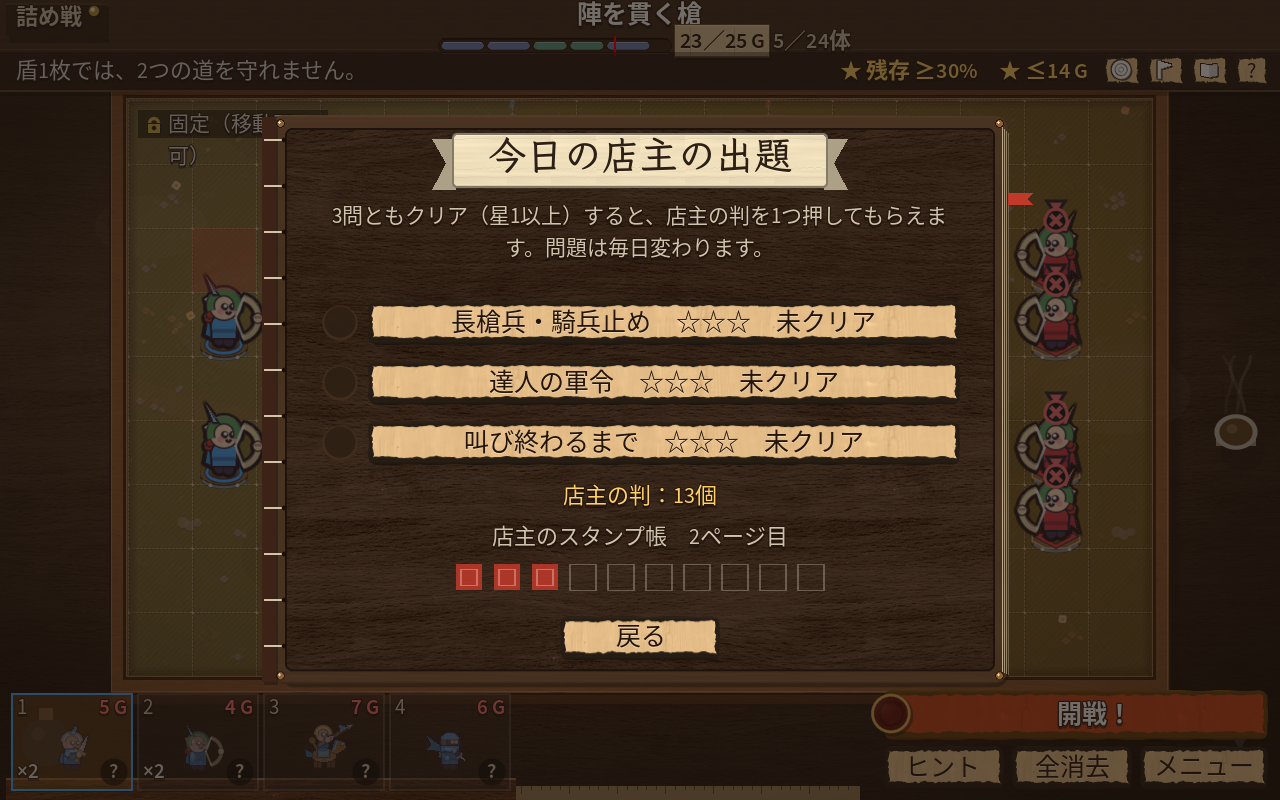 詰め戦
陣を貫く槍
23／25 G 5／24体
盾1枚では、2つの道を守れません。
★ 残存 ≧30% ★ ≤14 G
?
固定（移動
可）
今日の店主の出題
3問ともクリア（星1以上）すると、店主の判を1つ押してもらえま
す。問題は毎日変わります。
長槍兵・騎兵止め ☆☆☆ 未クリア
達人の軍令 ☆☆☆ 未クリア
叫び終わるまで ☆☆☆ 未クリア
店主の判：13個
店主のスタンプ帳 2ページ目
戻る
1 5 G
×2 ?
2 4 G
×2 ?
3 7 G
?
4 6 G
?
開戦！
ヒント
全消去
メニュー